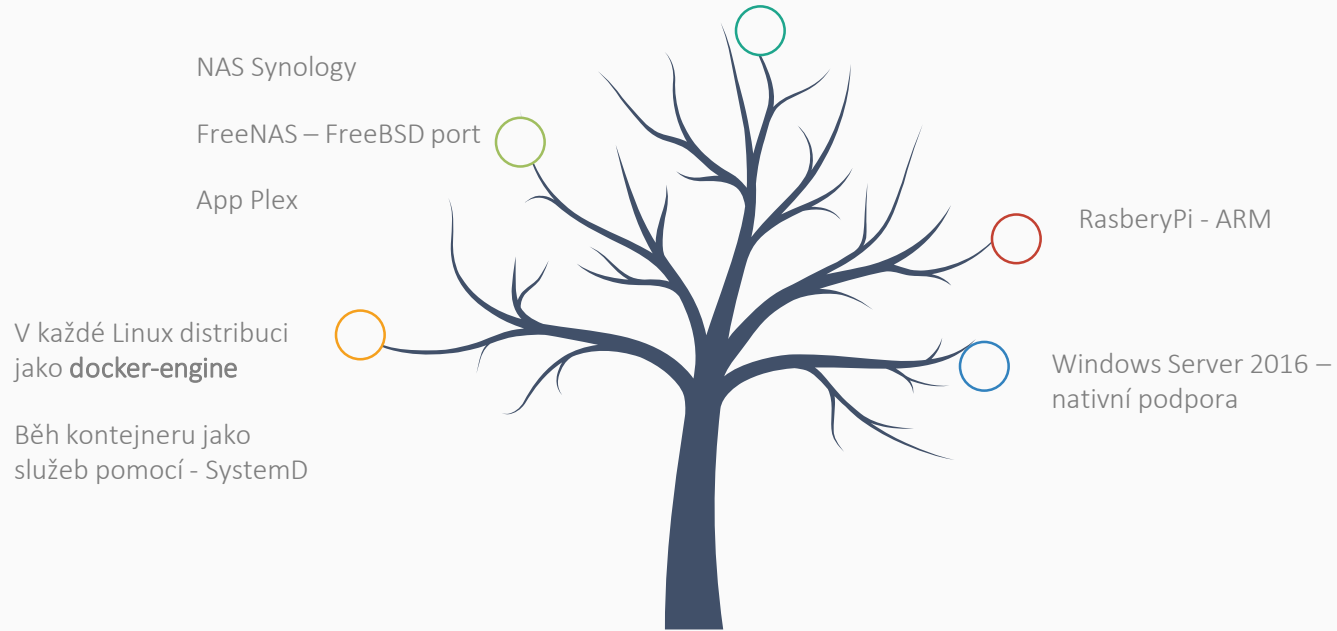 NAS Synology
FreeNAS – FreeBSD port
App Plex
V každé Linux distribuci
jako docker-engine
Běh kontejneru jako
služeb pomocí - SystemD
RasberyPi - ARM
Windows Server 2016 –
nativní podpora